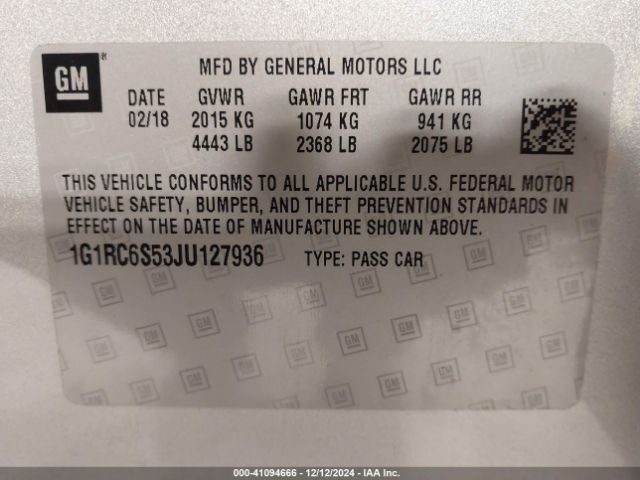 GM
MFD BY GENERAL MOTORS LLC
DATE GVWR GAWR FRT GAWR RR
02/18 2015 KG 1074 KG 941 KG
4443 LB 2368 LB 2075 LB
THIS VEHICLE CONFORMS TO ALL APPLICABLE U.S. FEDERAL MOTOR
VEHICLE SAFETY, BUMPER, AND THEFT PREVENTION STANDARDS IN
EFFECT ON THE DATE OF MANUFACTURE SHOWN ABOVE.
1G1RC6S53JU127936 TYPE: PASS CAR
000-41094666 - 12/12/2024 - IAA Inc.